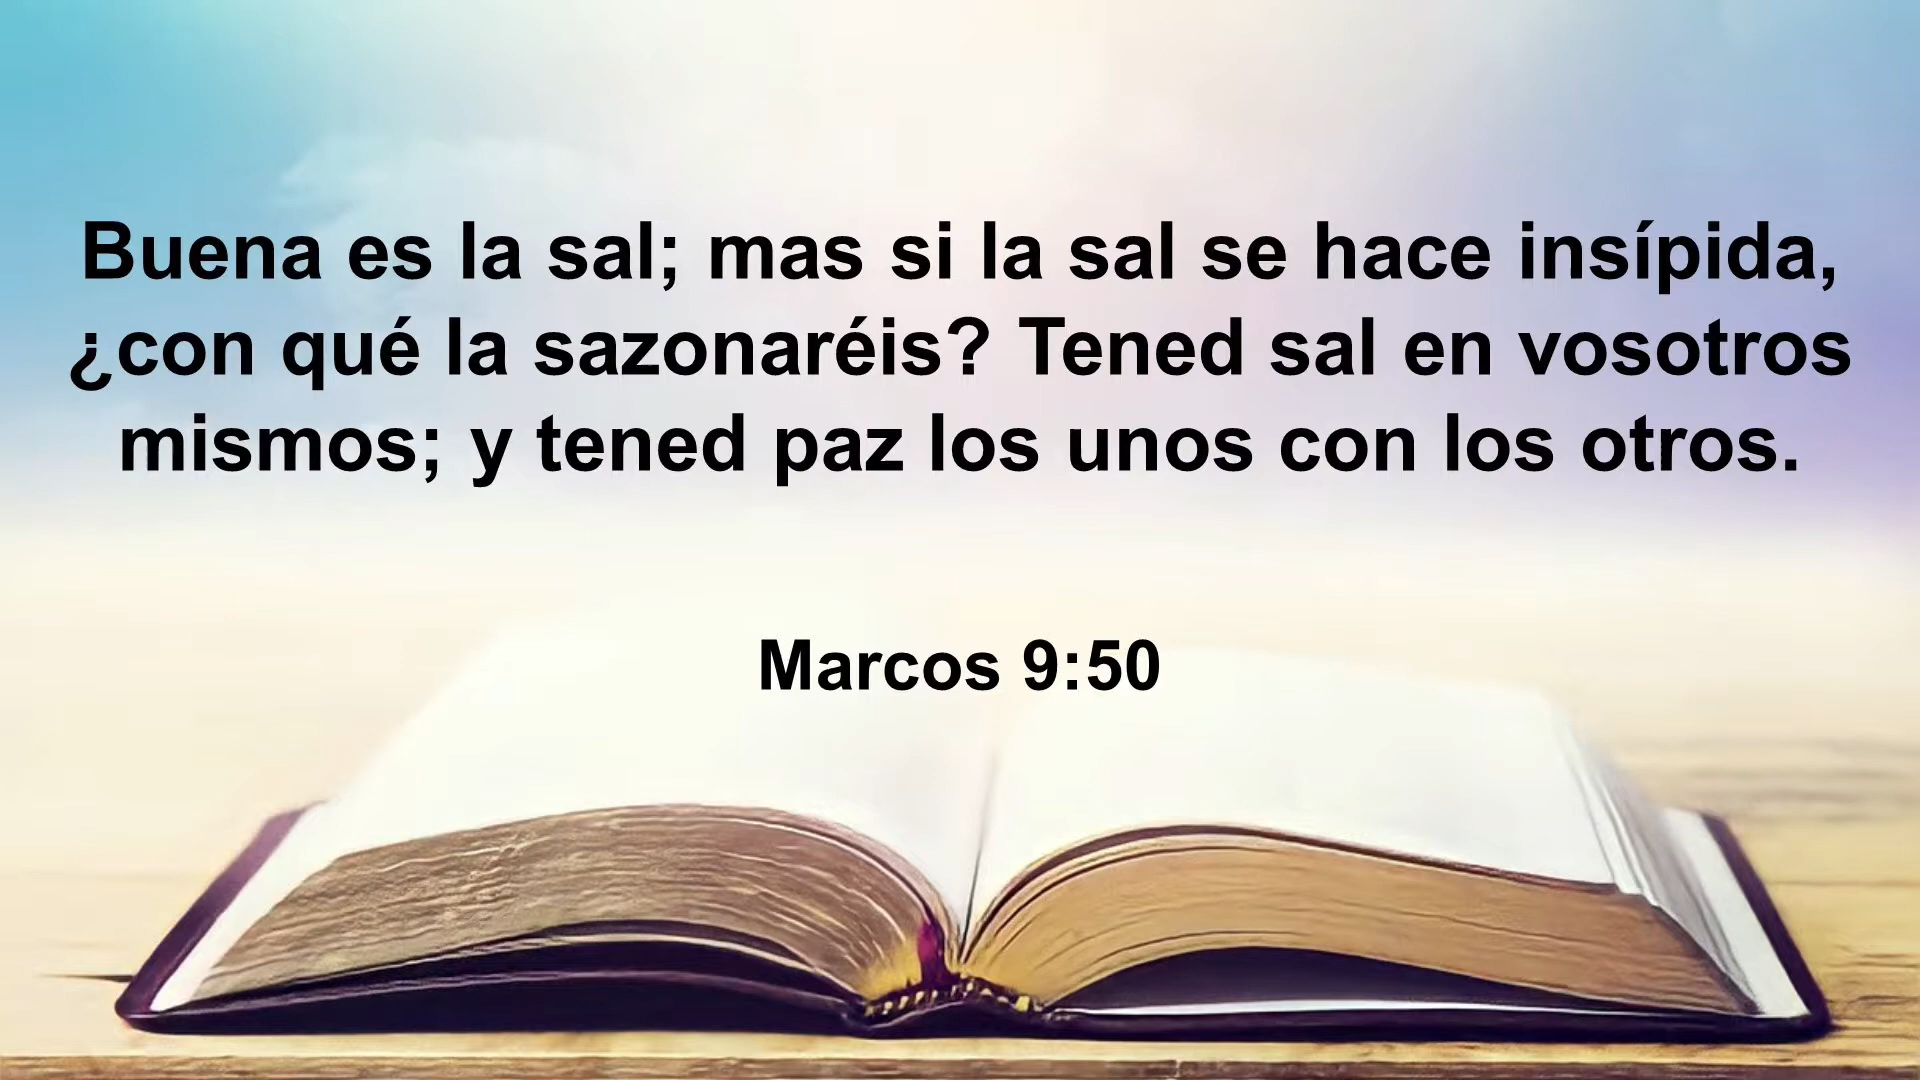 Buena es la sal; mas si la sal se hace insípida,
¿con qué la sazonaréis? Tened sal en vosotros
mismos; y tened paz los unos con los otros.
Marcos 9:50